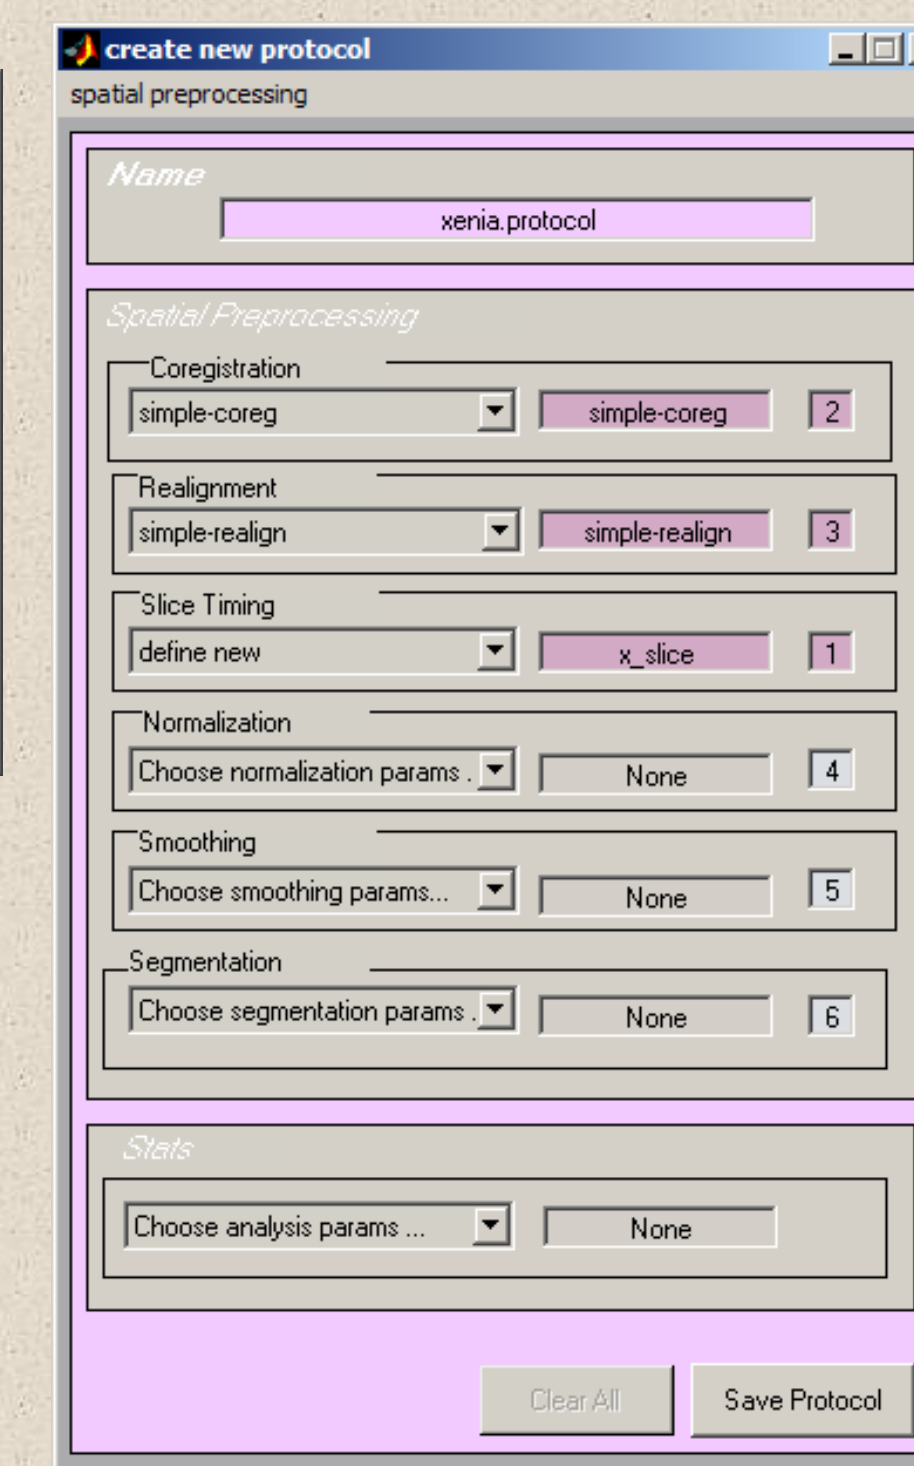 create new protocol
spatial preprocessing
Name
xenia.protocol
Spatial Preprocessing
Coregistration
simple-coreg simple-coreg 2
Realignment
simple-realign simple-realign 3
Slice Timing
define new x_slice 1
Normalization
Choose normalization params . None 4
Smoothing
Choose smoothing params... None 5
Segmentation
Choose segmentation params . None 6
Stats
Choose analysis params ... None
Clear All Save Protocol